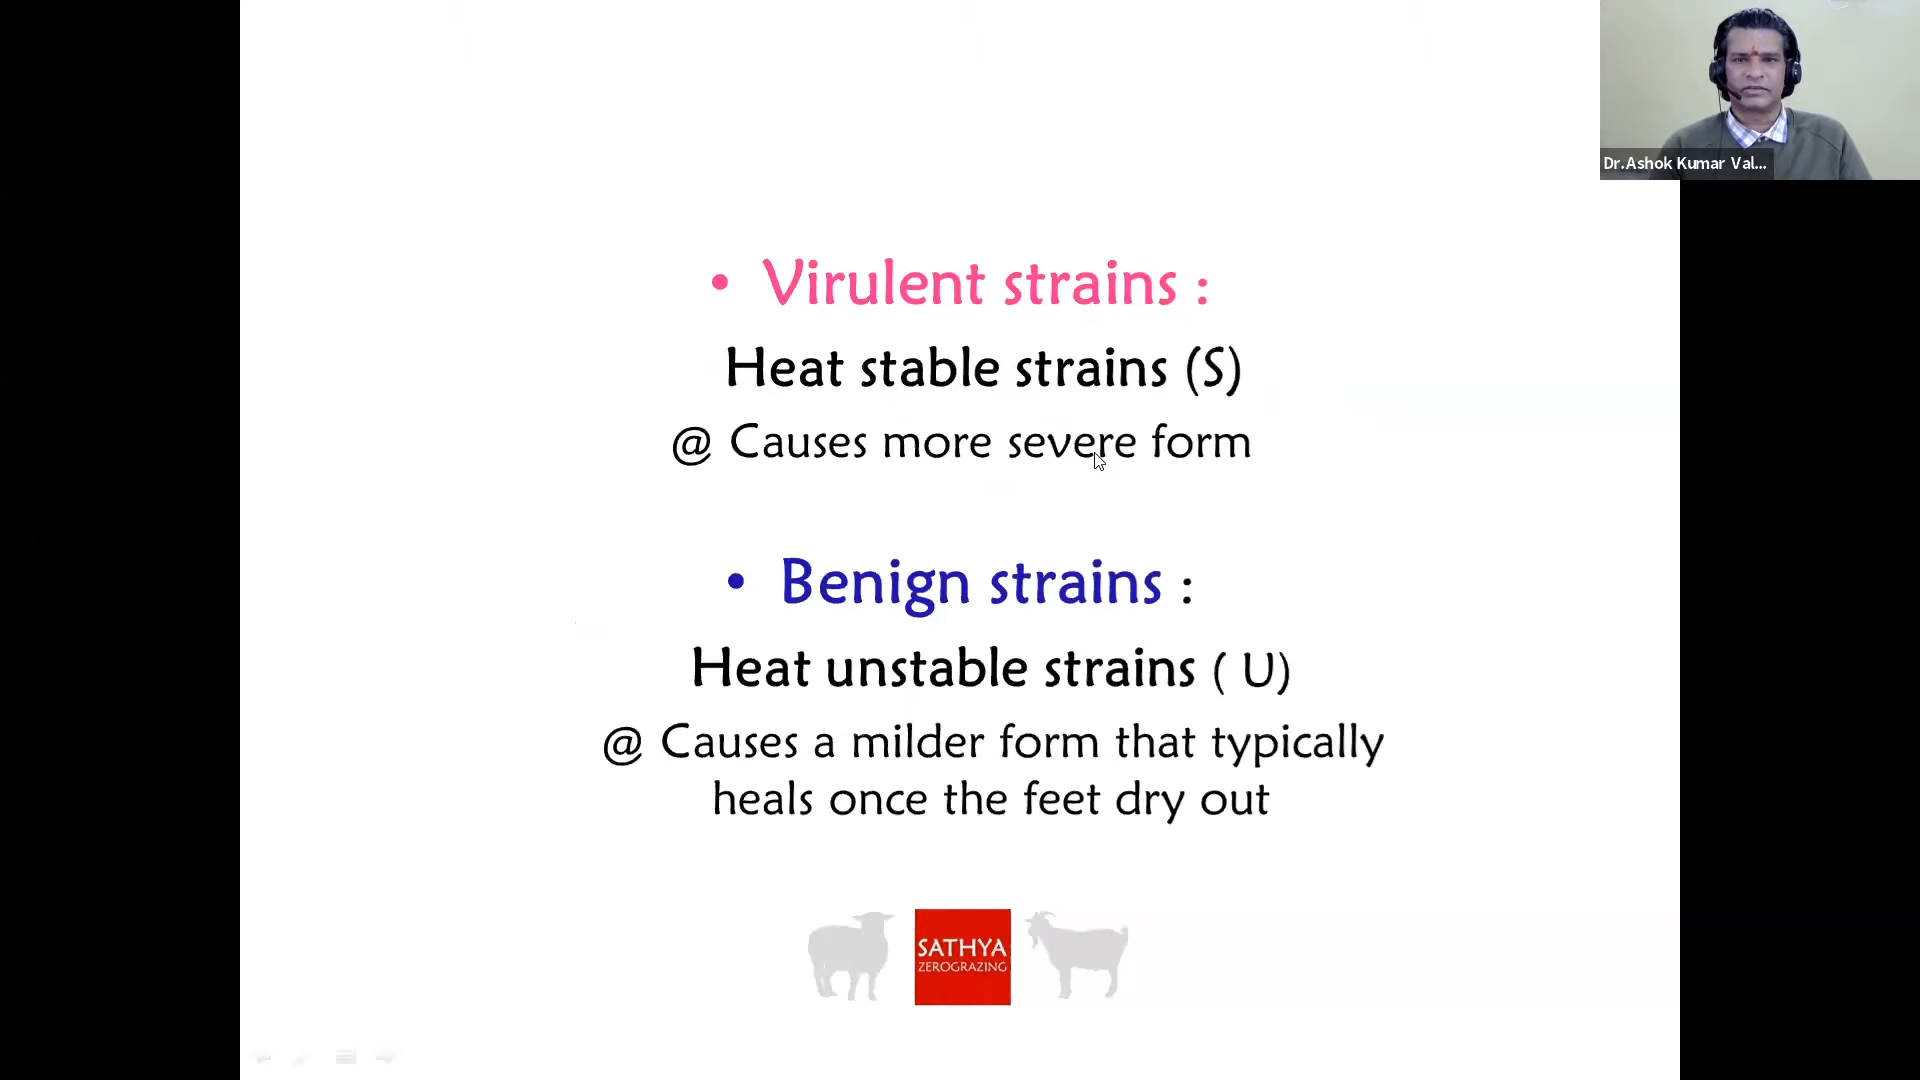 Dr.Ashok Kumar Val...
• Virulent strains :
Heat stable strains (S)
@ Causes more severe form
• Benign strains :
Heat unstable strains ( U)
@ Causes a milder form that typically
heals once the feet dry out
SATHYA
ZEROGRAZING